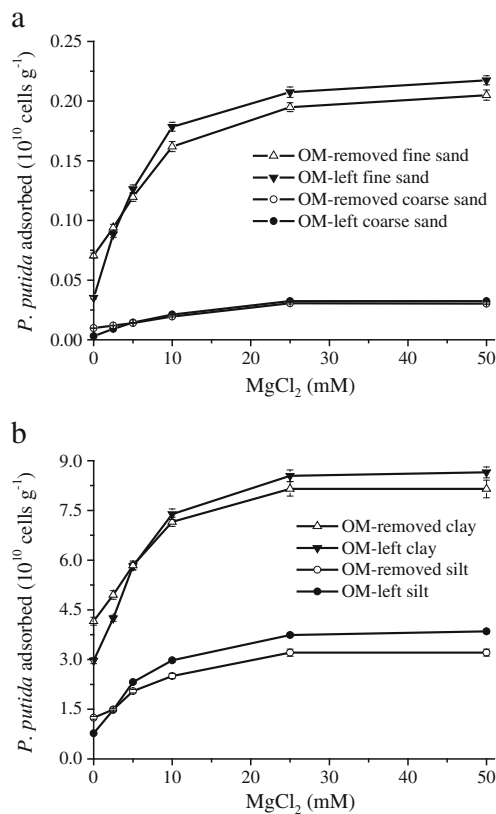 a
0.25
0.20
0.15
0.10
0.05
0.00
P. putida adsorbed (10¹⁰ cells g⁻¹)
OM-removed fine sand
OM-left fine sand
OM-removed coarse sand
OM-left coarse sand
0 10 20 30 40 50
MgCl₂ (mM)
b
9.0
7.5
6.0
4.5
3.0
1.5
0.0
P. putida adsorbed (10¹⁰ cells g⁻¹)
OM-removed clay
OM-left clay
OM-removed silt
OM-left silt
0 10 20 30 40 50
MgCl₂ (mM)